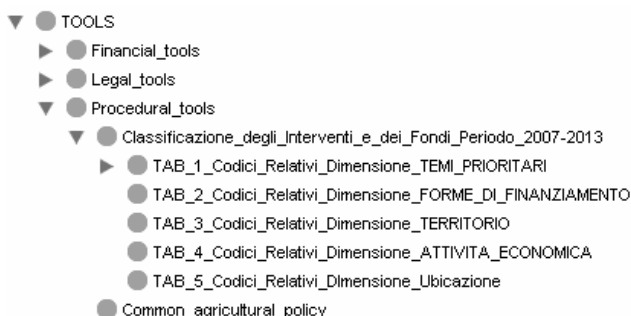 TOOLS
Financial_tools
Legal_tools
Procedural_tools
Classificazione_degli_Interventi_e_dei_Fondi_Periodo_2007-2013
TAB_1_Codici_Relativi_Dimensione_TEMI_PRIORITARI
TAB_2_Codici_Relativi_Dimensione_FORME_DI_FINANZIAMENTO
TAB_3_Codici_Relativi_Dimensione_TERRITORIO
TAB_4_Codici_Relativi_Dimensione_ATTIVITA_ECONOMICA
TAB_5_Codici_Relativi_DImensione_Ubicazione
Common_agricultural_policy